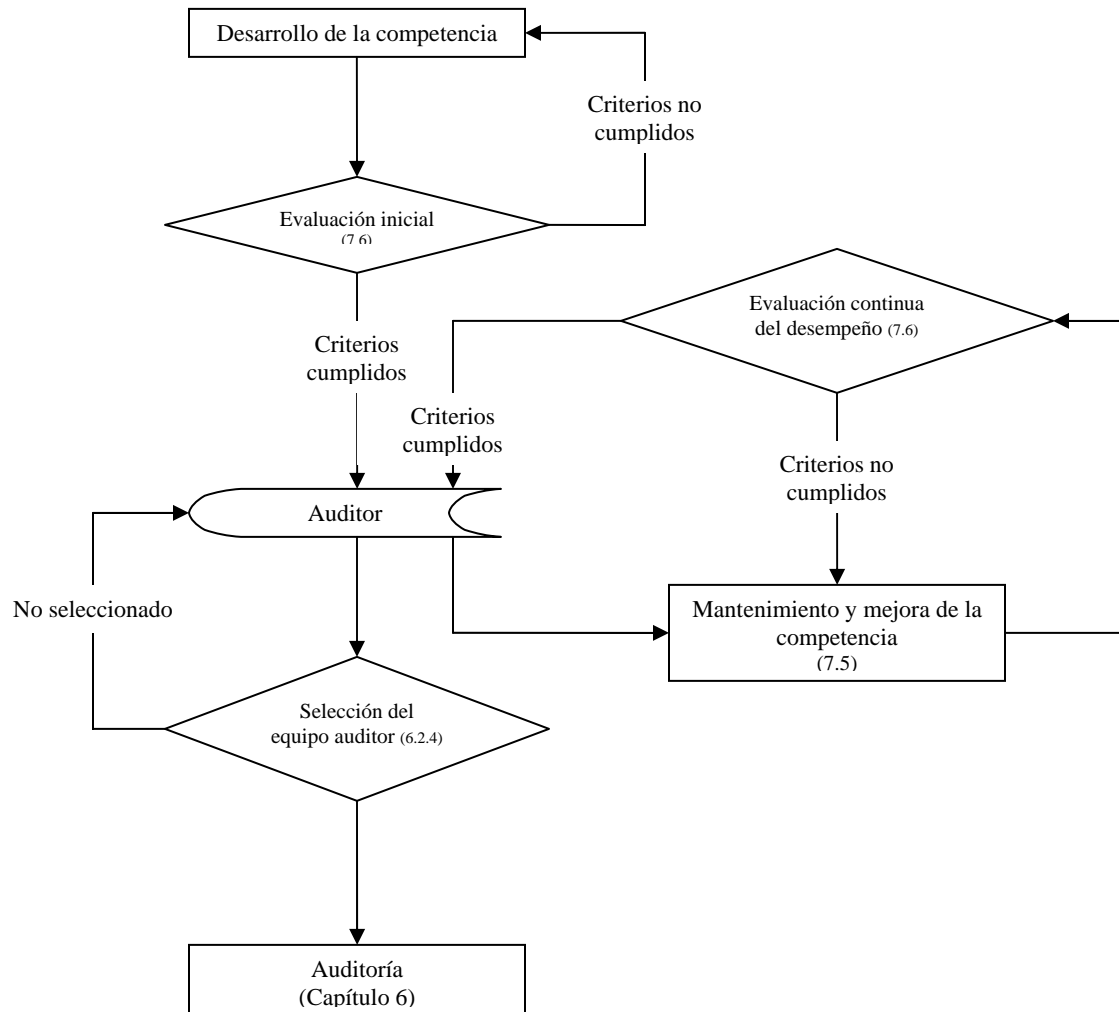 Desarrollo de la competencia
Criterios no
cumplidos
Evaluación inicial
(7.6)
Evaluación continua
del desempeño (7.6)
Criterios
cumplidos
Criterios
cumplidos
Criterios no
cumplidos
Auditor
No seleccionado
Mantenimiento y mejora de la
competencia
(7.5)
Selección del
equipo auditor (6.2.4)
Auditoría
(Capítulo 6)